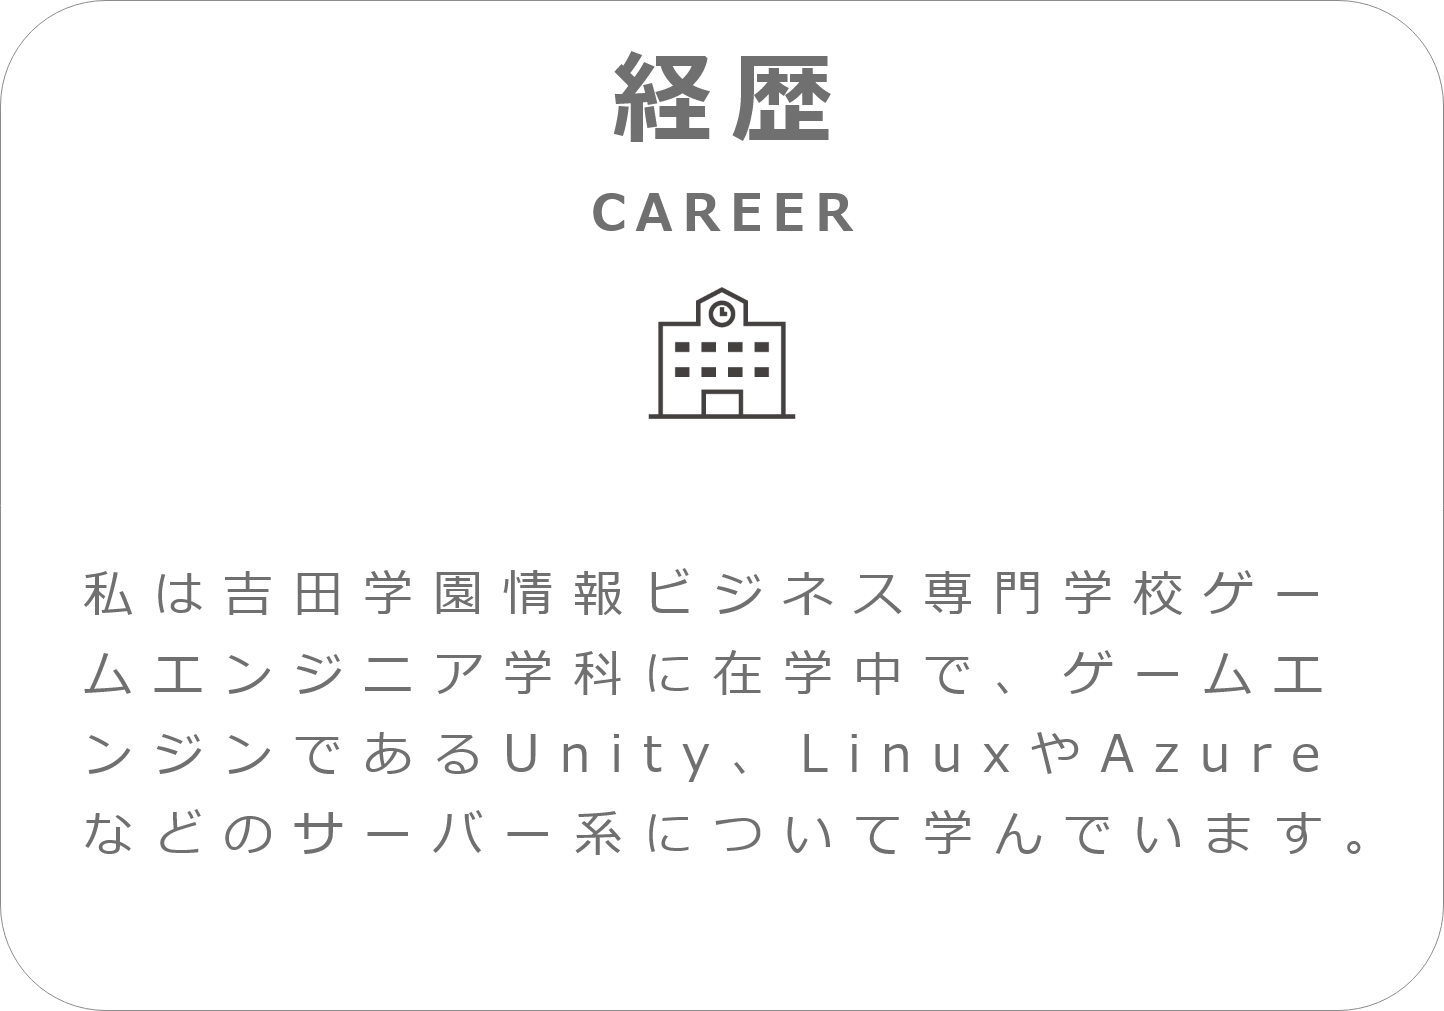 経歴
CAREER
私は吉田学園情報ビジネス専門学校ゲー
ムエンジニア学科に在学中で、ゲームエ
ンジンであるUnity、LinuxやAzure
などのサーバー系について学んでいます。